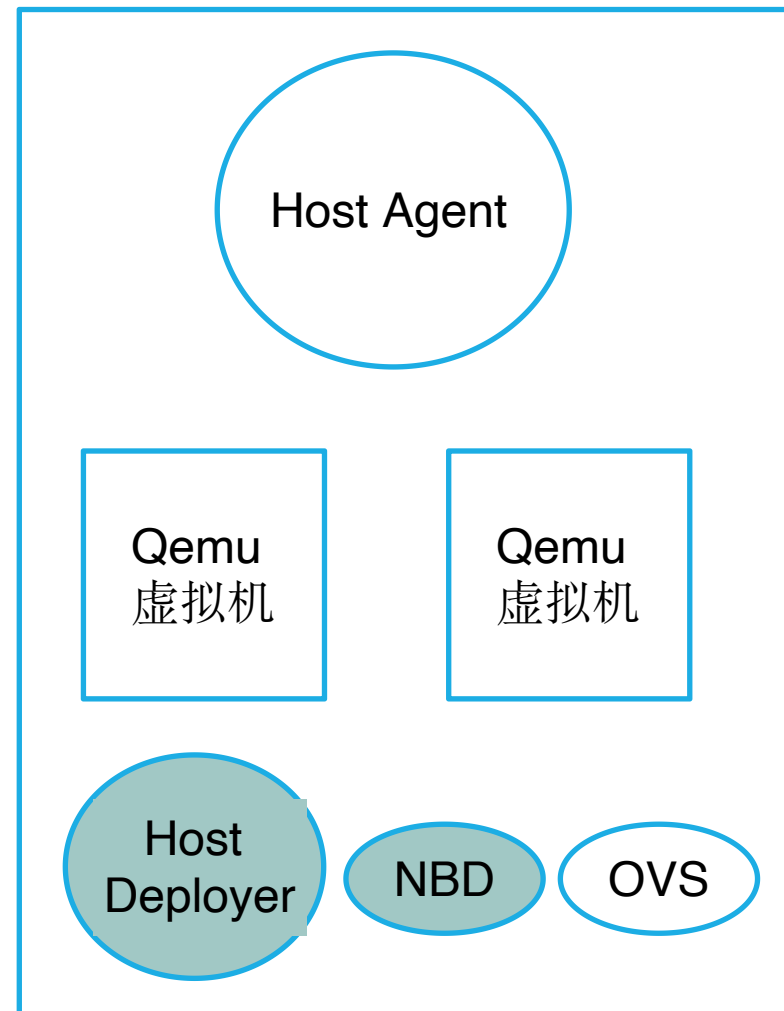 Host Agent
Qemu
虚拟机
Qemu
虚拟机
Host
Deployer
NBD
OVS